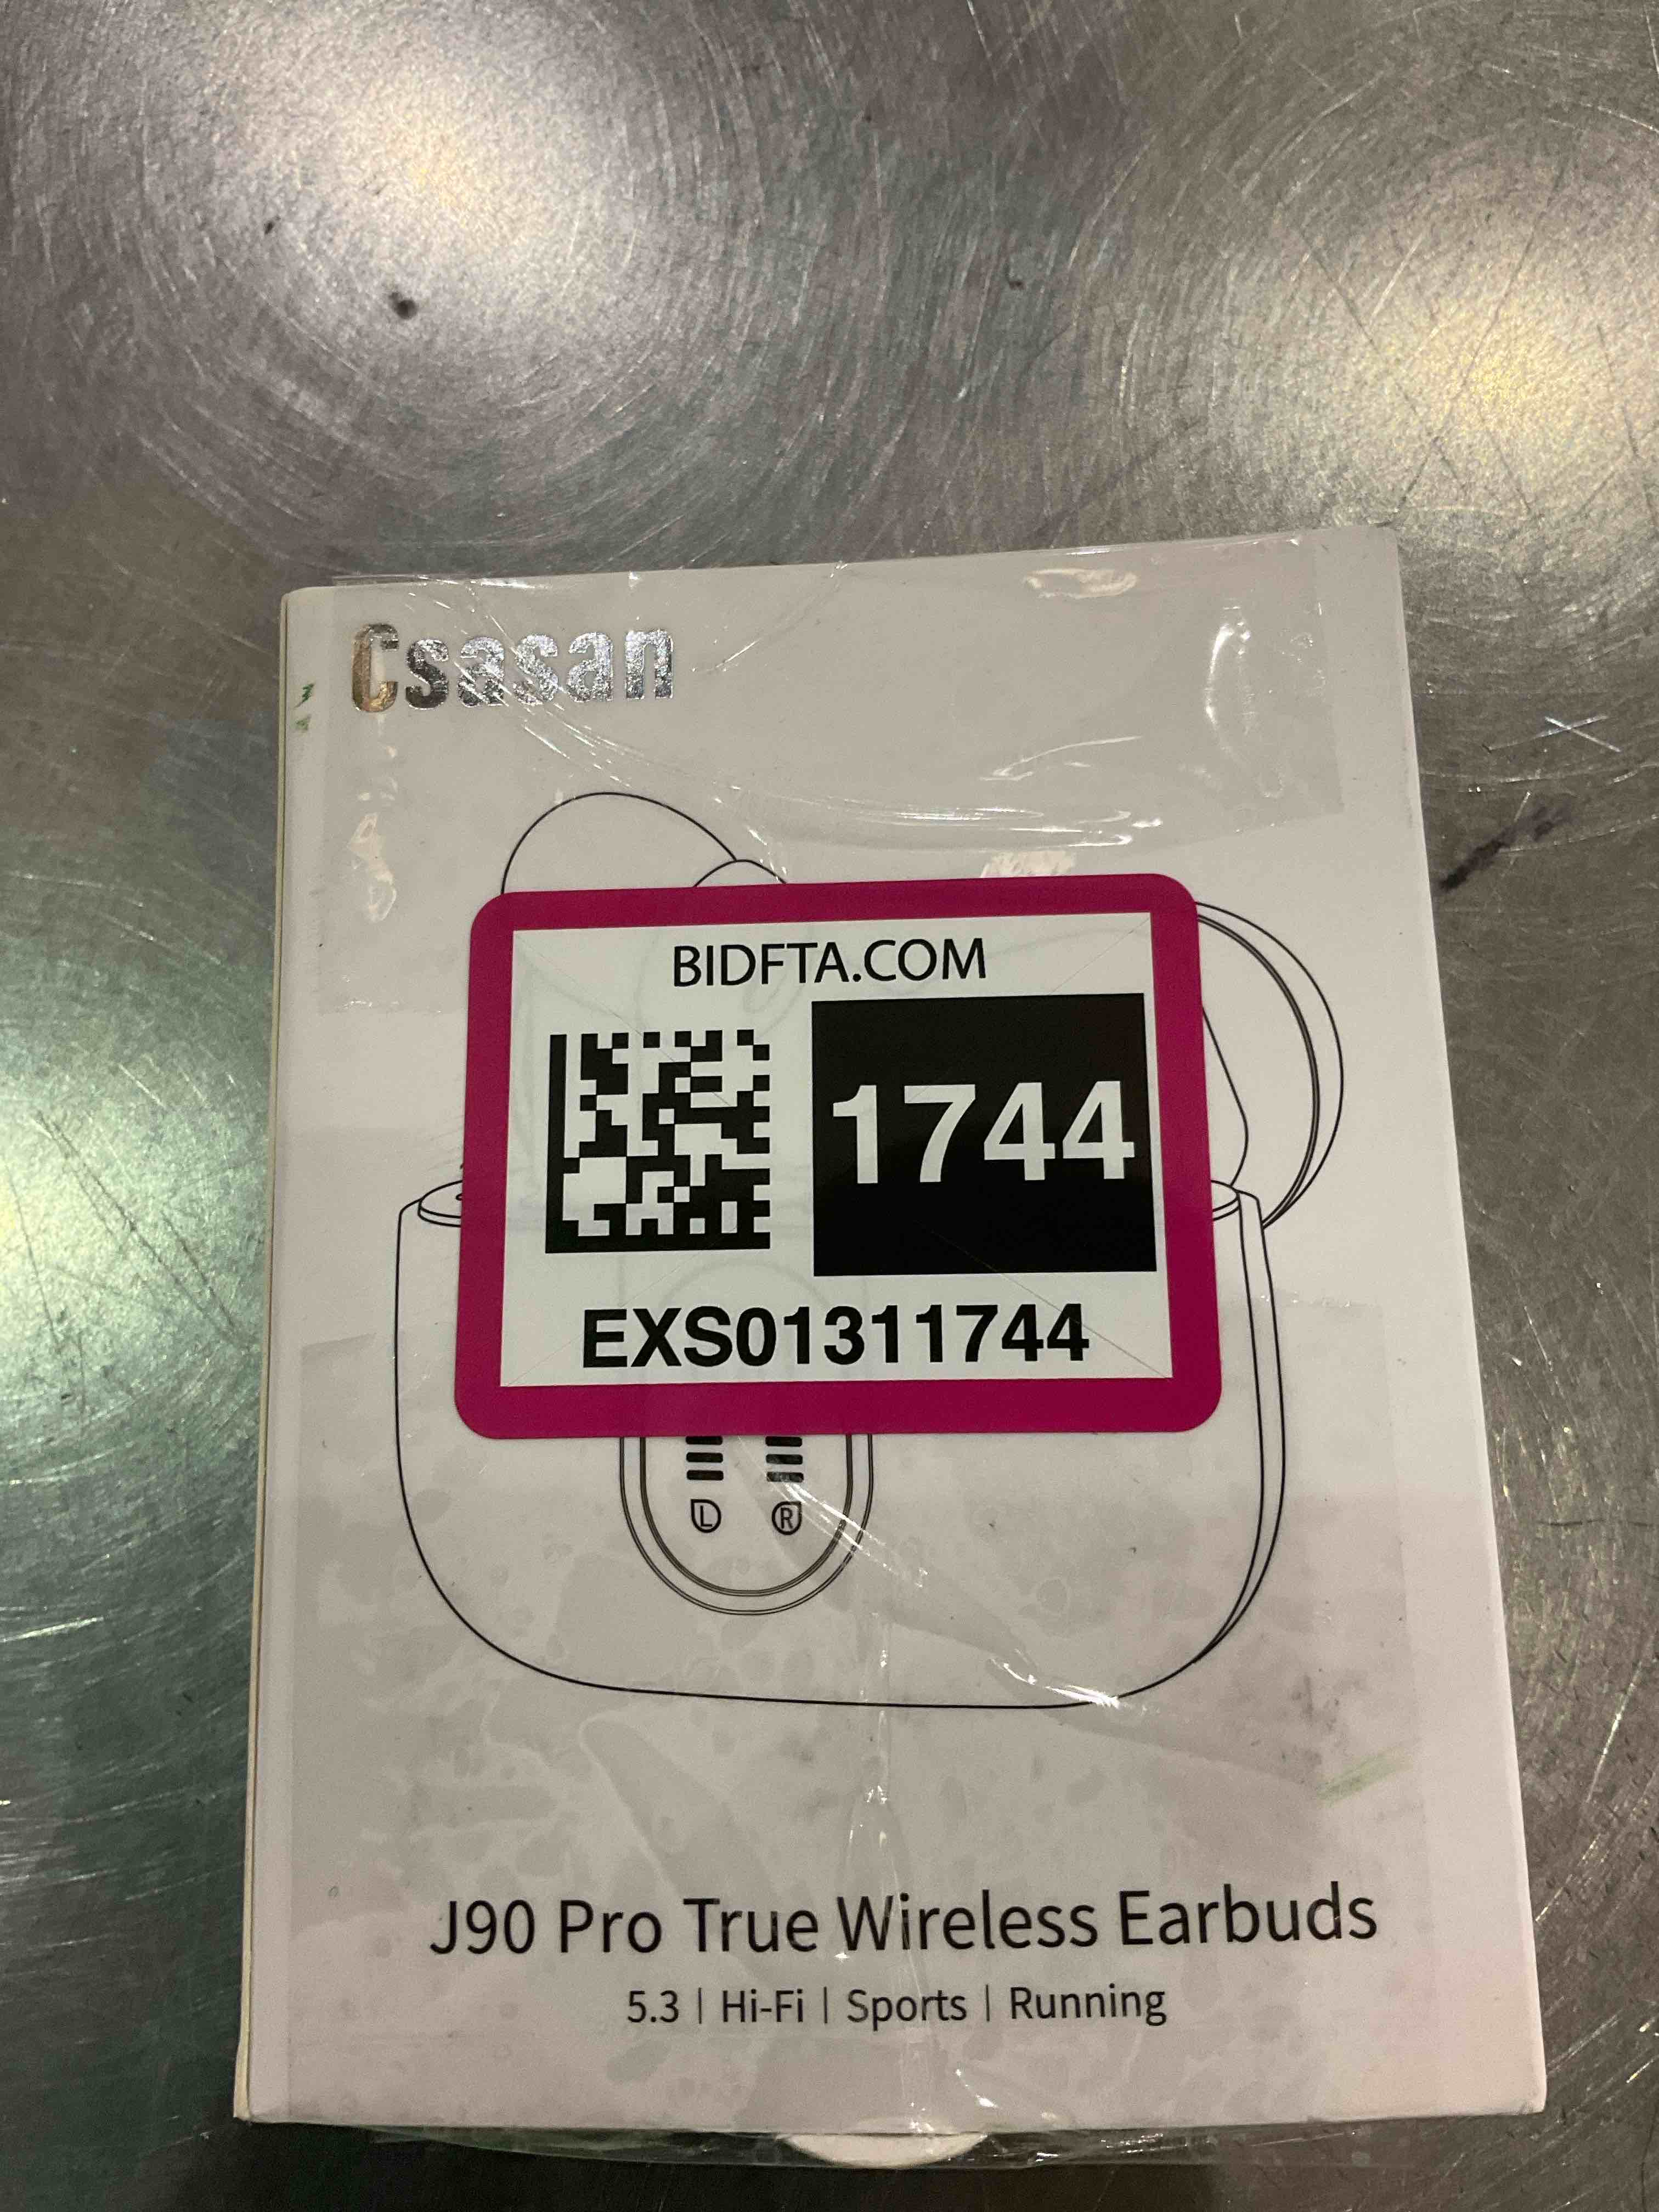 Csasan
BIDFTA.COM
1744
EXS01311744
L R
J90 Pro True Wireless Earbuds
5.3 | Hi-Fi | Sports | Running